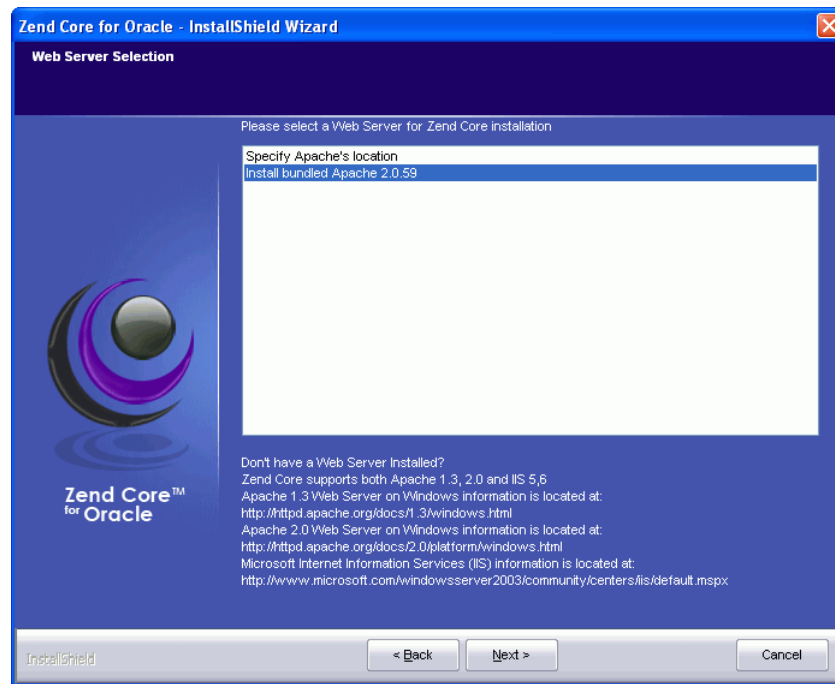 Zend Core for Oracle - InstallShield Wizard
Web Server Selection
Please select a Web Server for Zend Core installation
Specify Apache's location
Install bundled Apache 2.0.59
Don't have a Web Server Installed?
Zend Core supports both Apache 1.3, 2.0 and IIS 5,6
Apache 1.3 Web Server on Windows information is located at:
http://httpd.apache.org/docs/1.3/windows.html
Apache 2.0 Web Server on Windows information is located at:
http://httpd.apache.org/docs/2.0/platform/windows.html
Microsoft Internet Information Services (IIS) information is located at:
http://www.microsoft.com/windowsserver2003/community/centers/iis/default.mspx
Zend Core™
for Oracle
InstallShield
< Back
Next >
Cancel